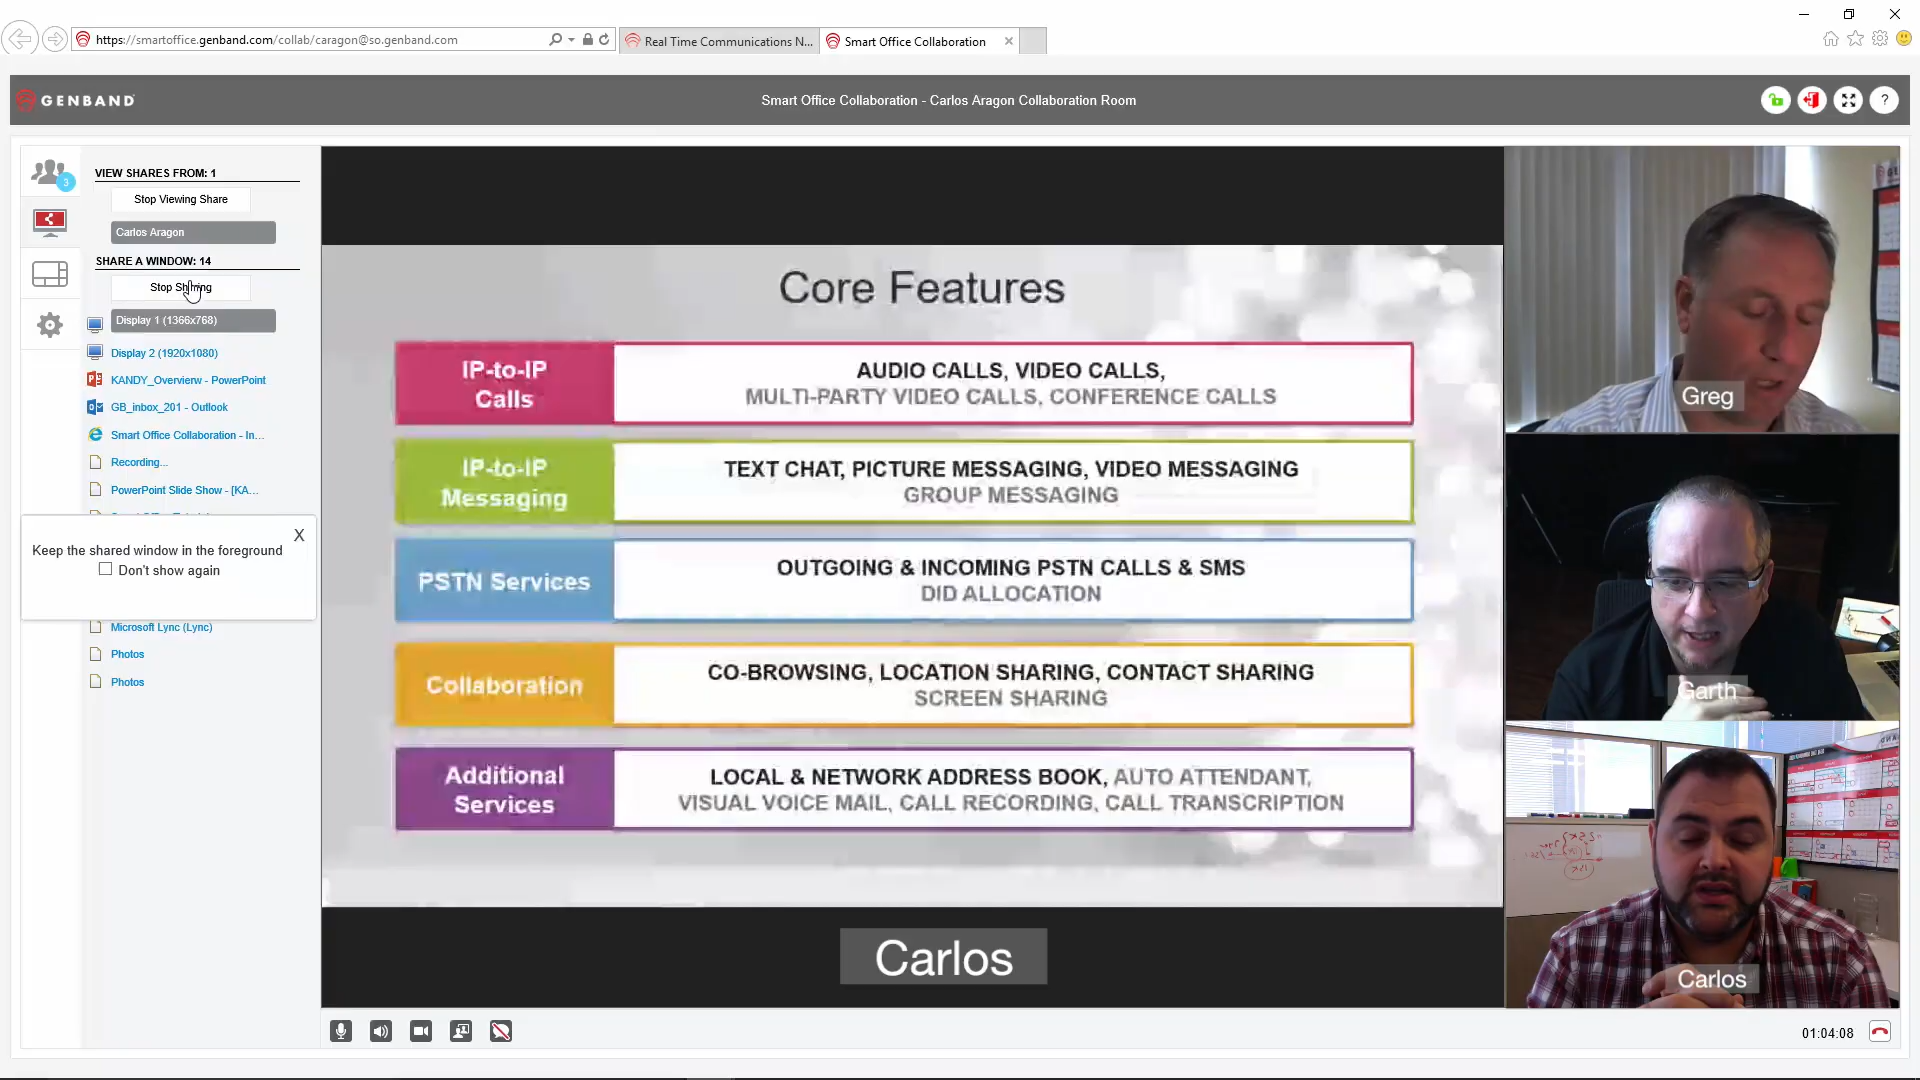 https://smartoffice.genband.com/collab/caragon@so.genband.com
Real Time Communications N...
Smart Office Collaboration
GENBAND
Smart Office Collaboration - Carlos Aragon Collaboration Room
?
3
VIEW SHARES FROM: 1
Stop Viewing Share
Carlos Aragon
SHARE A WINDOW: 14
Stop Sharing
Display 1 (1366x768)
Display 2 (1920x1080)
KANDY_Overierw - PowerPoint
GB_inbox_201 - Outlook
Smart Office Collaboration - In...
Recording...
PowerPoint Slide Show - [KA...
X
Keep the shared window in the foreground
Don't show again
Microsoft Lync (Lync)
Photos
Photos
Core Features
IP-to-IP
Calls
AUDIO CALLS, VIDEO CALLS,
MULTI-PARTY VIDEO CALLS, CONFERENCE CALLS
IP-to-IP
Messaging
TEXT CHAT, PICTURE MESSAGING, VIDEO MESSAGING
GROUP MESSAGING
PSTN Services
OUTGOING & INCOMING PSTN CALLS & SMS
DID ALLOCATION
Collaboration
CO-BROWSING, LOCATION SHARING, CONTACT SHARING
SCREEN SHARING
Additional
Services
LOCAL & NETWORK ADDRESS BOOK, AUTO ATTENDANT,
VISUAL VOICE MAIL, CALL RECORDING, CALL TRANSCRIPTION
Carlos
Greg
Garth
Carlos
01:04:08